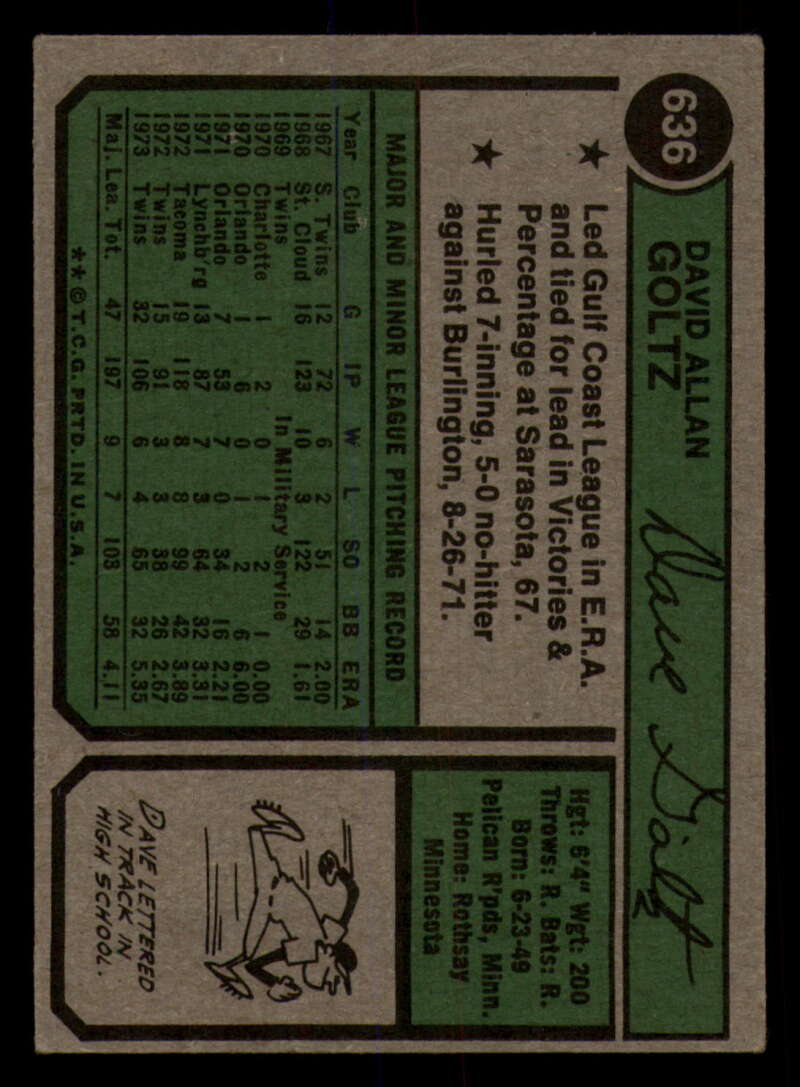 636
DAVID ALLAN
GOLTZ
Dave Goltz
★ Led Gulf Coast League in E.R.A.
and tied for lead in Victories &
Percentage at Sarasota, 67.
★ Hurled 7-inning, 5-0 no-hitter
against Burlington, 8-26-71.
MAJOR AND MINOR LEAGUE PITCHING RECORD
Year Club G IP W L SO BB ERA
1967 S. Twins 12 72 6 2 51 14 2.00
1968 St. Cloud 16 123 10 3 122 29 1.61
1969 Twins In Military Service
1970 Charlotte 1 2 0 1 2 1 0.00
1970 Orlando 1 6 0 1 2 6 6.00
1971 Orlando 7 53 7 0 34 16 2.21
1971 Lynchb'rg 13 87 7 3 64 32 3.31
1972 Tacoma 19 118 8 8 99 42 3.89
1972 Twins 15 91 3 3 38 26 2.67
1973 Twins 32 106 6 4 65 32 5.35
Maj. Lea. Tot. 47 197 9 7 103 58 4.11
**©T.C.G. PRTD. IN U.S.A.
Hgt: 6'4" Wgt: 200
Throws: R. Bats: R.
Born: 6-23-49
Pelican R'pds, Minn.
Home: Rothsay
Minnesota
DAVE LETTERED
IN TRACK IN
HIGH SCHOOL.